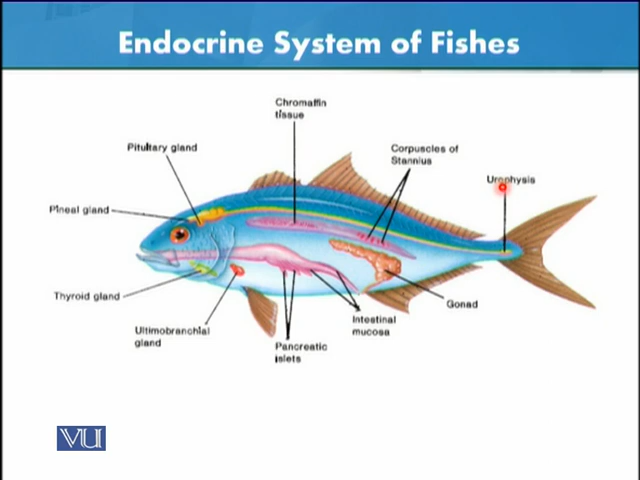 Endocrine System of Fishes
Chromaffin
tissue
Pituitary gland
Corpuscles of
Stannius
Urophysis
Pineal gland
Thyroid gland
Gonad
Ultimobranchial
gland
Intestinal
mucosa
Pancreatic
islets
VU